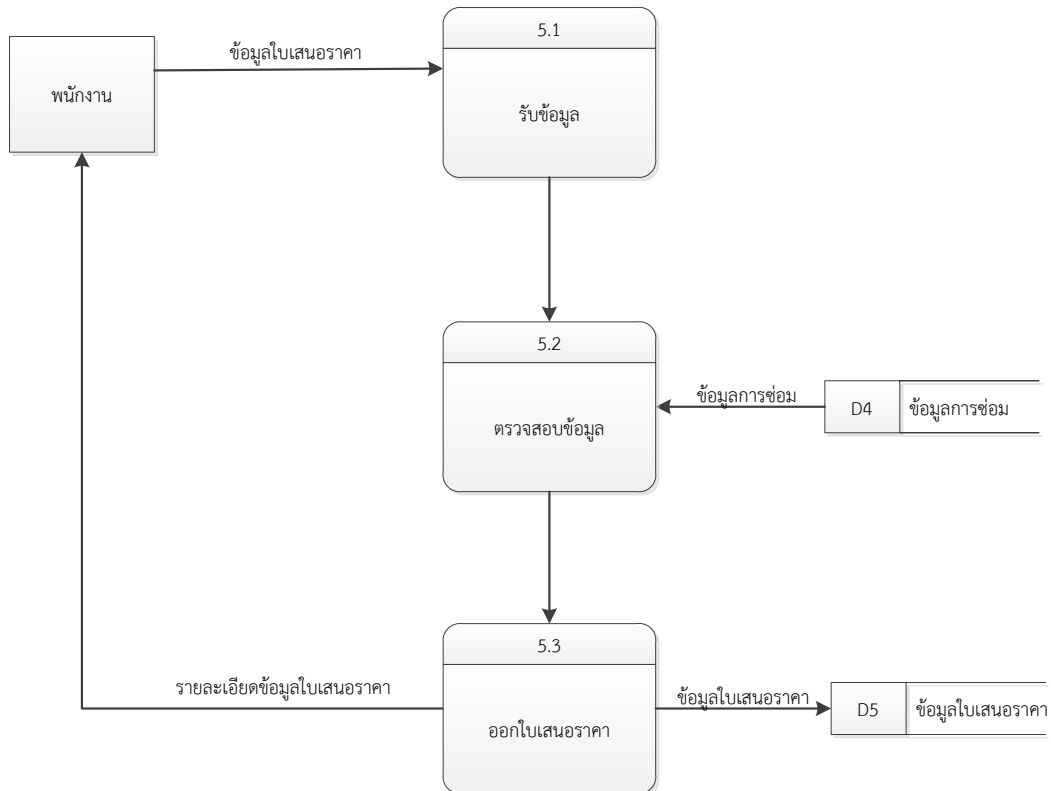 5.1
ข้อมูลใบเสนอราคา
พนักงาน
รับข้อมูล
5.2
ข้อมูลการซ่อม
D4
ข้อมูลการซ่อม
ตรวจสอบข้อมูล
5.3
รายละเอียดข้อมูลใบเสนอราคา
ข้อมูลใบเสนอราคา
D5
ข้อมูลใบเสนอราคา
ออกใบเสนอราคา